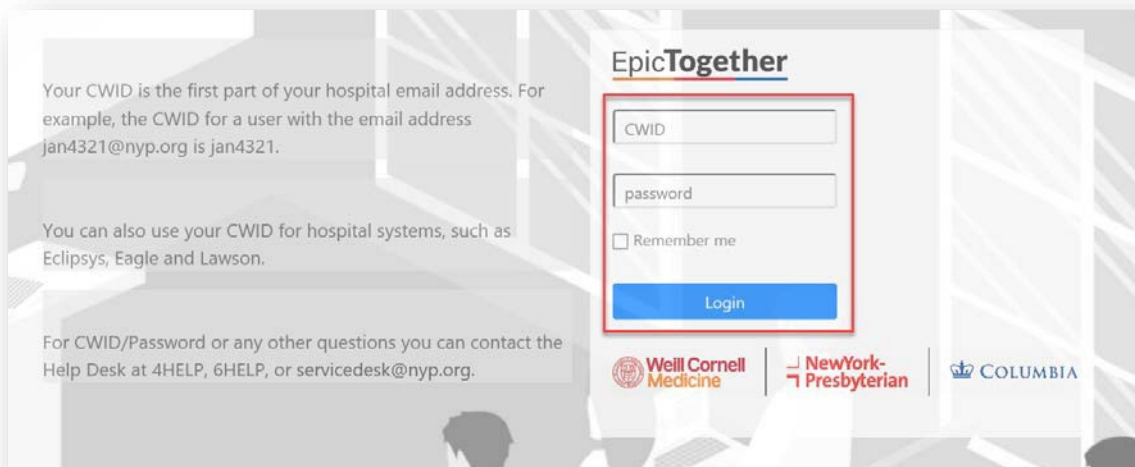 Your CWID is the first part of your hospital email address. For
example, the CWID for a user with the email address
jan4321@nyp.org is jan4321.
You can also use your CWID for hospital systems, such as
Eclipsys, Eagle and Lawson.
For CWID/Password or any other questions you can contact the
Help Desk at 4HELP, 6HELP, or servicedesk@nyp.org.
EpicTogether
CWID
password
Remember me
Login
Weill Cornell
Medicine
NewYork-
Presbyterian
COLUMBIA